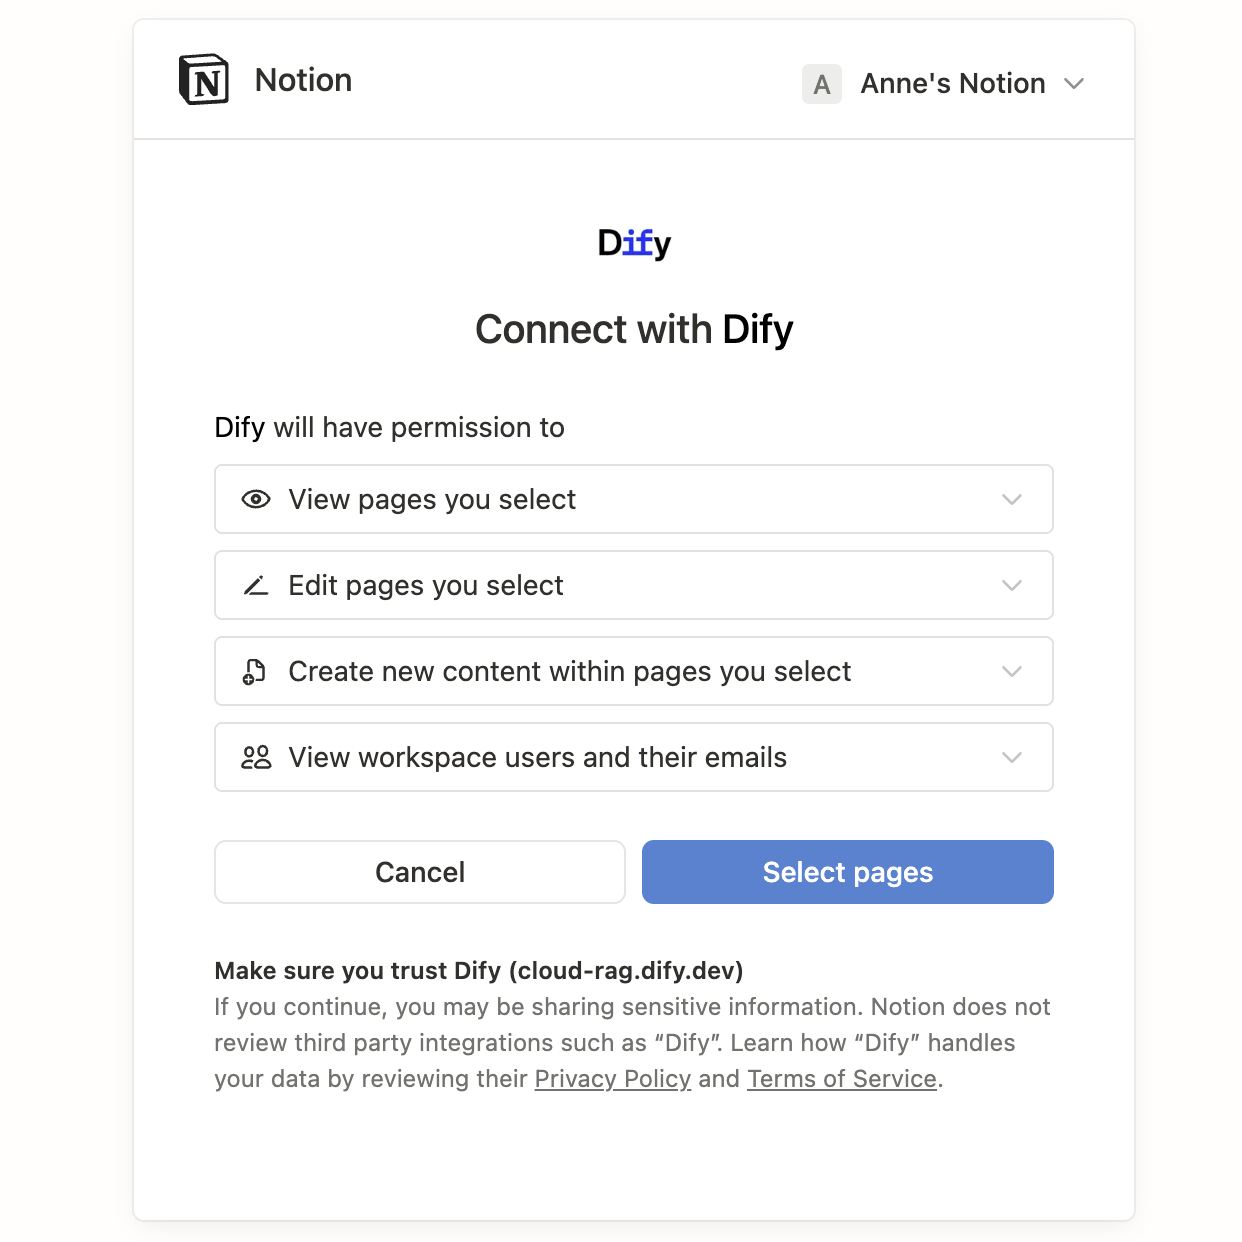 Notion
A Anne's Notion
Dify
Connect with Dify
Dify will have permission to
View pages you select
Edit pages you select
Create new content within pages you select
View workspace users and their emails
Cancel
Select pages
Make sure you trust Dify (cloud-rag.dify.dev)
If you continue, you may be sharing sensitive information. Notion does not
review third party integrations such as “Dify”. Learn how “Dify” handles
your data by reviewing their Privacy Policy and Terms of Service.